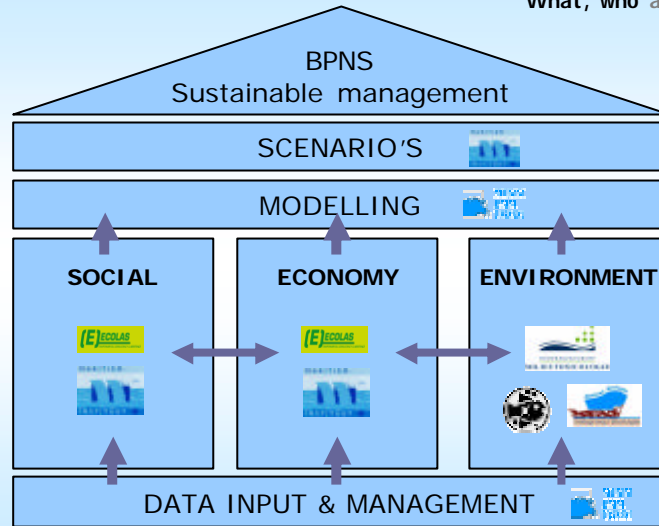 What, who a
BPNS
Sustainable management
SCENARIO'S
MODELLING
SOCIAL
ECONOMY
ENVIRONMENT
(E)ECOLAS
(E)ECOLAS
DATA INPUT & MANAGEMENT